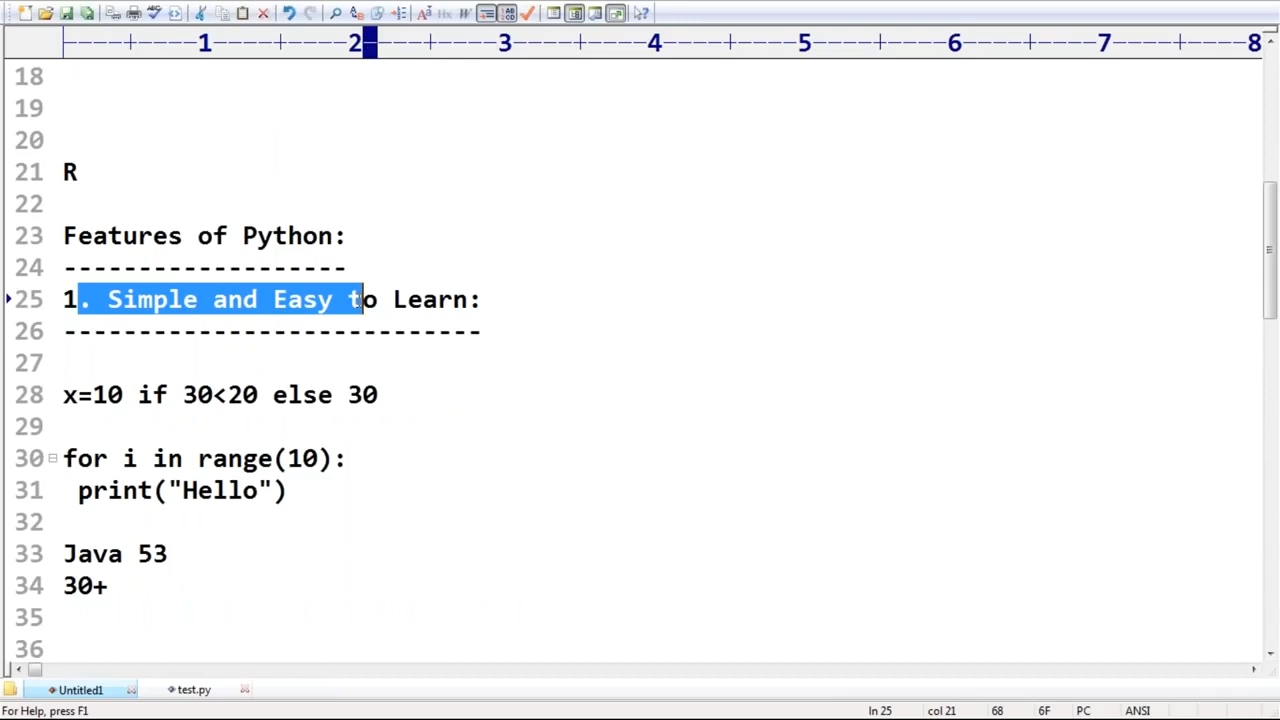 1 2 3 4 5 6 7 8
18
19
20
21 R
22
23 Features of Python:
24 -------------------
25 1. Simple and Easy to Learn:
26 ----------------------------
27
28 x=10 if 30<20 else 30
29
30 for i in range(10):
31  print("Hello")
32
33 Java 53
34 30+
35
36
Untitled1 test.py
For Help, press F1 ln 25 col 21 68 6F PC ANSI